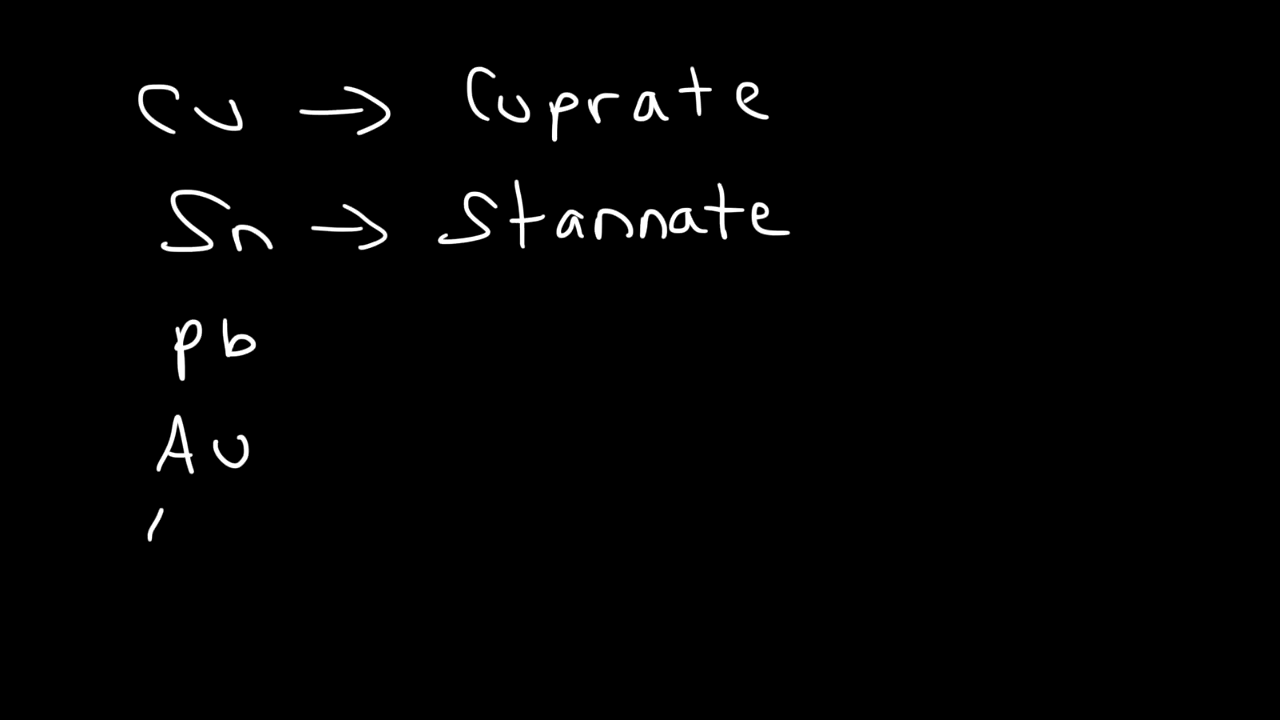 Cu → Cuprate
Sn → Stannate
pb
Au